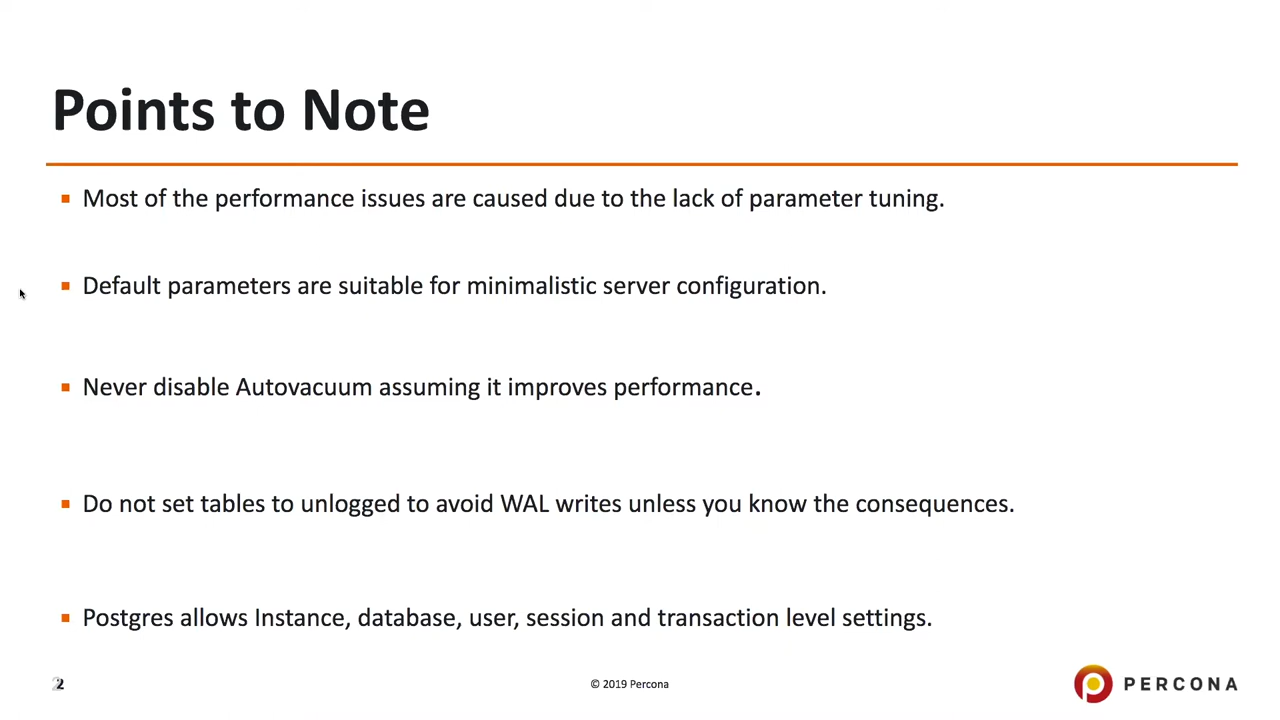 Points to Note
Most of the performance issues are caused due to the lack of parameter tuning.
Default parameters are suitable for minimalistic server configuration.
Never disable Autovacuum assuming it improves performance.
Do not set tables to unlogged to avoid WAL writes unless you know the consequences.
Postgres allows Instance, database, user, session and transaction level settings.
2
© 2019 Percona
PERCONA